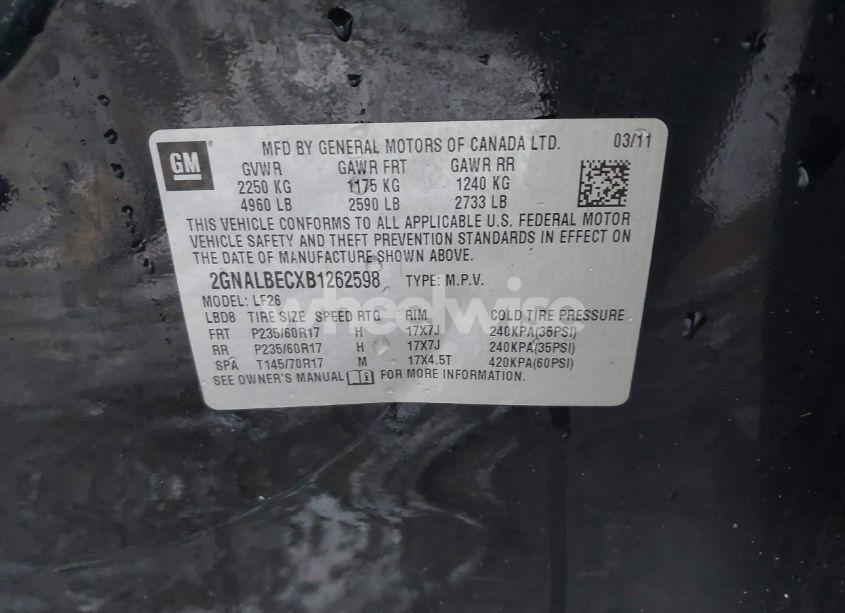 GM
MFD BY GENERAL MOTORS OF CANADA LTD. 03/11
GVWR GAWR FRT GAWR RR
2250 KG 1175 KG 1240 KG
4960 LB 2590 LB 2733 LB
THIS VEHICLE CONFORMS TO ALL APPLICABLE U.S. FEDERAL MOTOR
VEHICLE SAFETY AND THEFT PREVENTION STANDARDS IN EFFECT ON
THE DATE OF MANUFACTURE SHOWN ABOVE.
2GNALBECXB1262598 TYPE: M.P.V.
MODEL: LF26
wheelwise
LBD8 TIRE SIZE SPEED RTG RIM COLD TIRE PRESSURE
FRT P235/60R17 H 17X7J 240KPA(35PSI)
RR P235/60R17 H 17X7J 240KPA(35PSI)
SPA T145/70R17 M 17X4.5T 420KPA(60PSI)
SEE OWNER'S MANUAL FOR MORE INFORMATION.